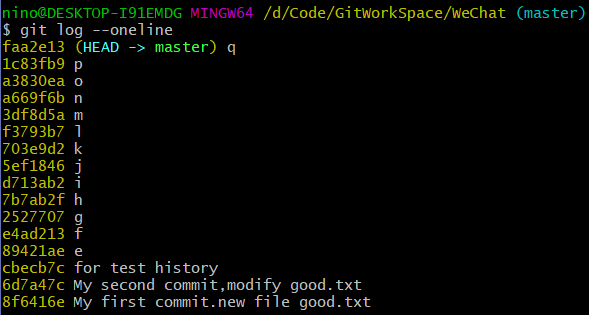 nino@DESKTOP-I91EMDG MINGW64 /d/Code/GitWorkSpace/WeChat (master)
$ git log --oneline
faa2e13 (HEAD -> master) q
1c83fb9 p
a3830ea o
a669f6b n
3df8d5a m
f3793b7 l
703e9d2 k
5ef1846 j
d713ab2 i
7b7ab2f h
2527707 g
e4ad213 f
89421ae e
cbecb7c for test history
6d7a47c My second commit,modify good.txt
8f6416e My first commit.new file good.txt